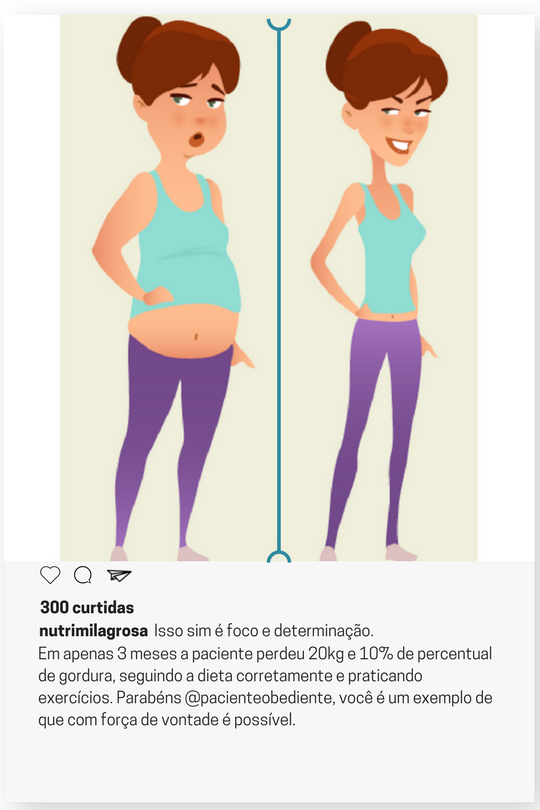 300 curtidas
nutrimilagrosa Isso sim é foco e determinação.
Em apenas 3 meses a paciente perdeu 20kg e 10% de percentual
de gordura, seguindo a dieta corretamente e praticando
exercícios. Parabéns @pacienteobediente, você é um exemplo de
que com força de vontade é possível.